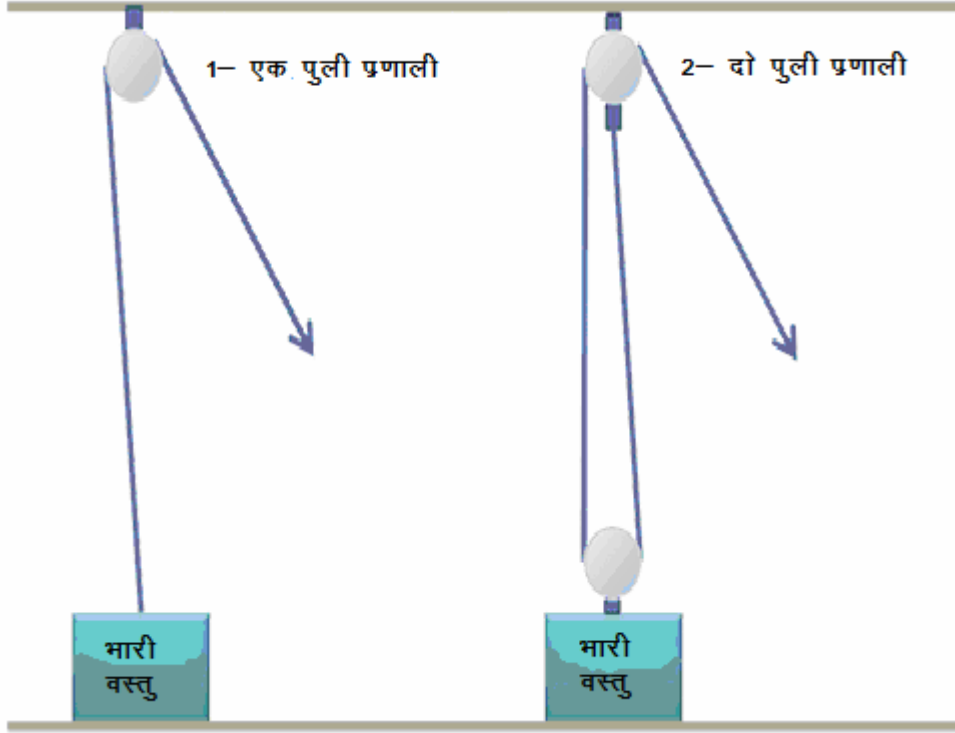 1– एक पुली प्रणाली
2– दो पुली प्रणाली
भारी
वस्तु
भारी
वस्तु